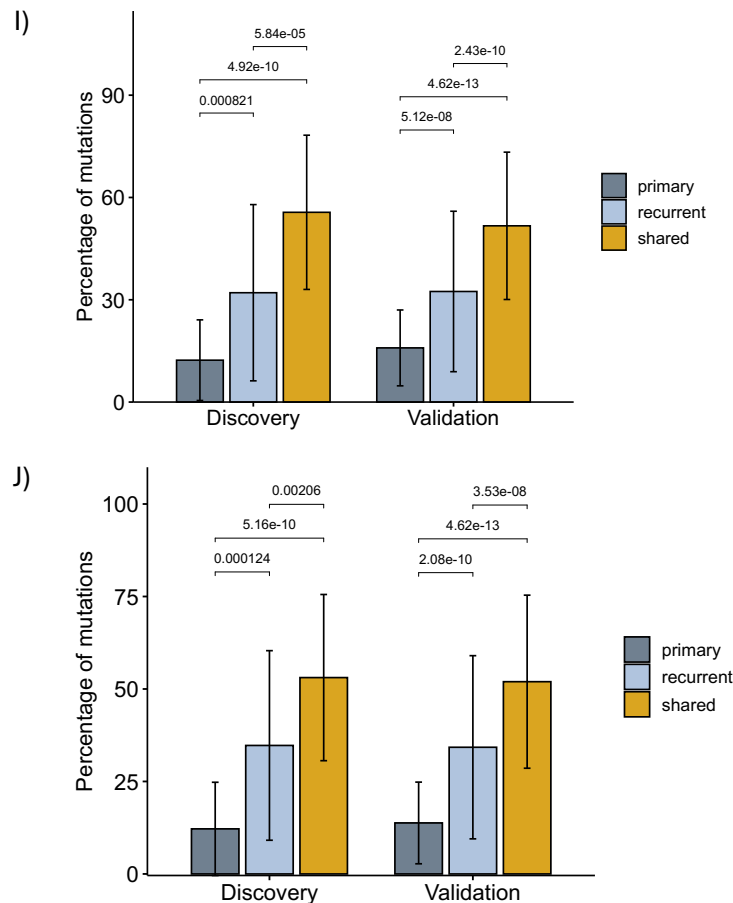 I)
5.84e-05
2.43e-10
4.92e-10
4.62e-13
0.000821
5.12e-08
90
60
30
0
Percentage of mutations
primary
recurrent
shared
Discovery
Validation
J)
0.00206
3.53e-08
5.16e-10
4.62e-13
0.000124
2.08e-10
100
75
50
25
0
Percentage of mutations
primary
recurrent
shared
Discovery
Validation